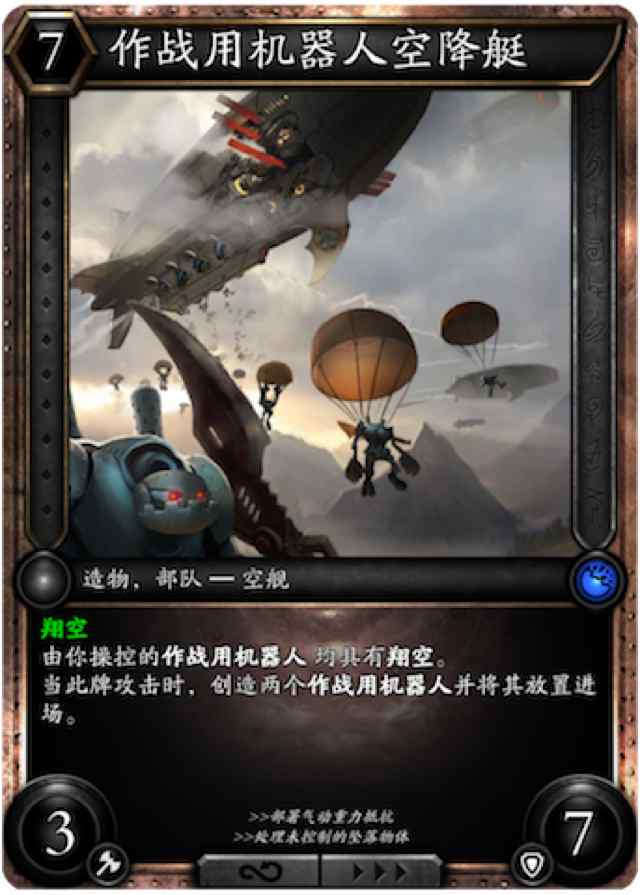 7
作战用机器人空降艇
造物，部队 — 空舰
翔空
由你操控的作战用机器人 均具有翔空。
当此牌攻击时，创造两个作战用机器人并将其放置进
场。
>>部署气动重力抵抗
>>处理未控制的坠落物体
3
7